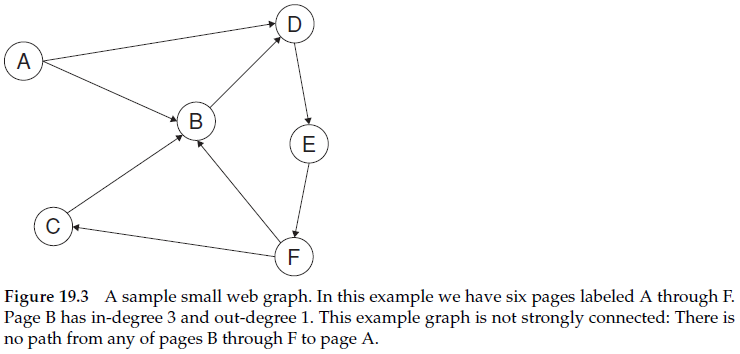 D
A
B
E
C
F
Figure 19.3 A sample small web graph. In this example we have six pages labeled A through F.
Page B has in-degree 3 and out-degree 1. This example graph is not strongly connected: There is
no path from any of pages B through F to page A.